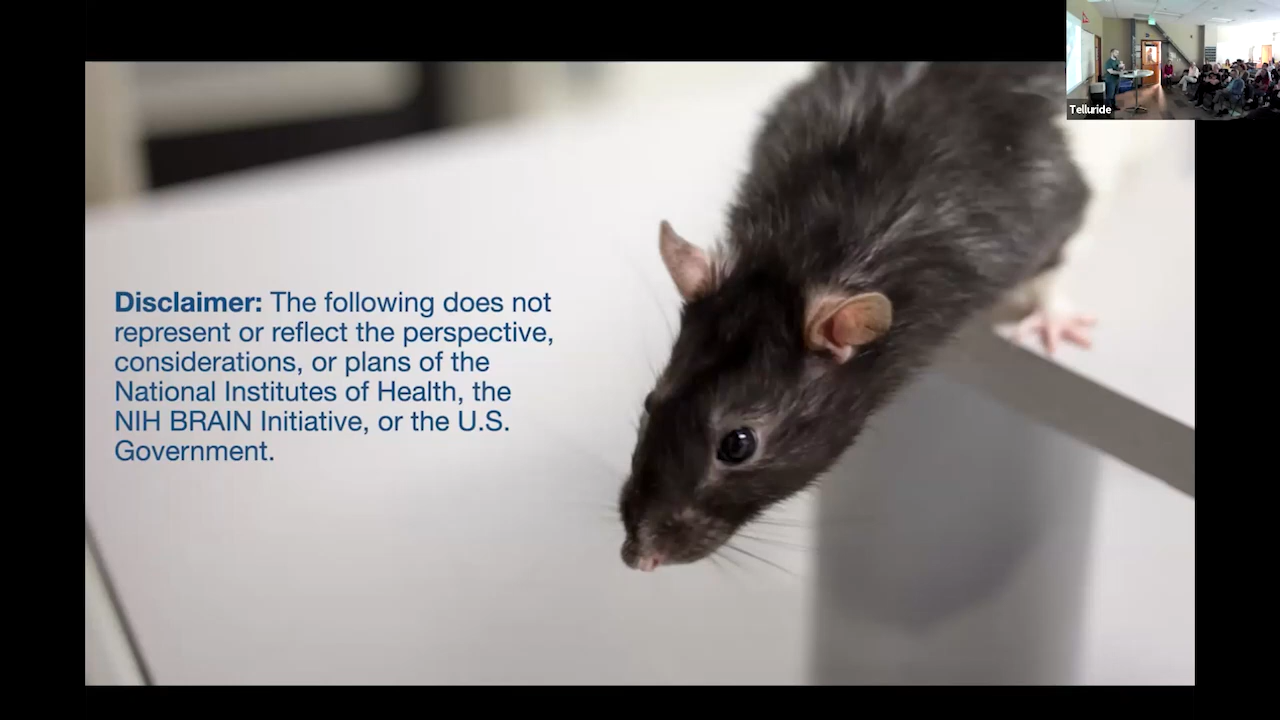 Telluride
Disclaimer: The following does not
represent or reflect the perspective,
considerations, or plans of the
National Institutes of Health, the
NIH BRAIN Initiative, or the U.S.
Government.